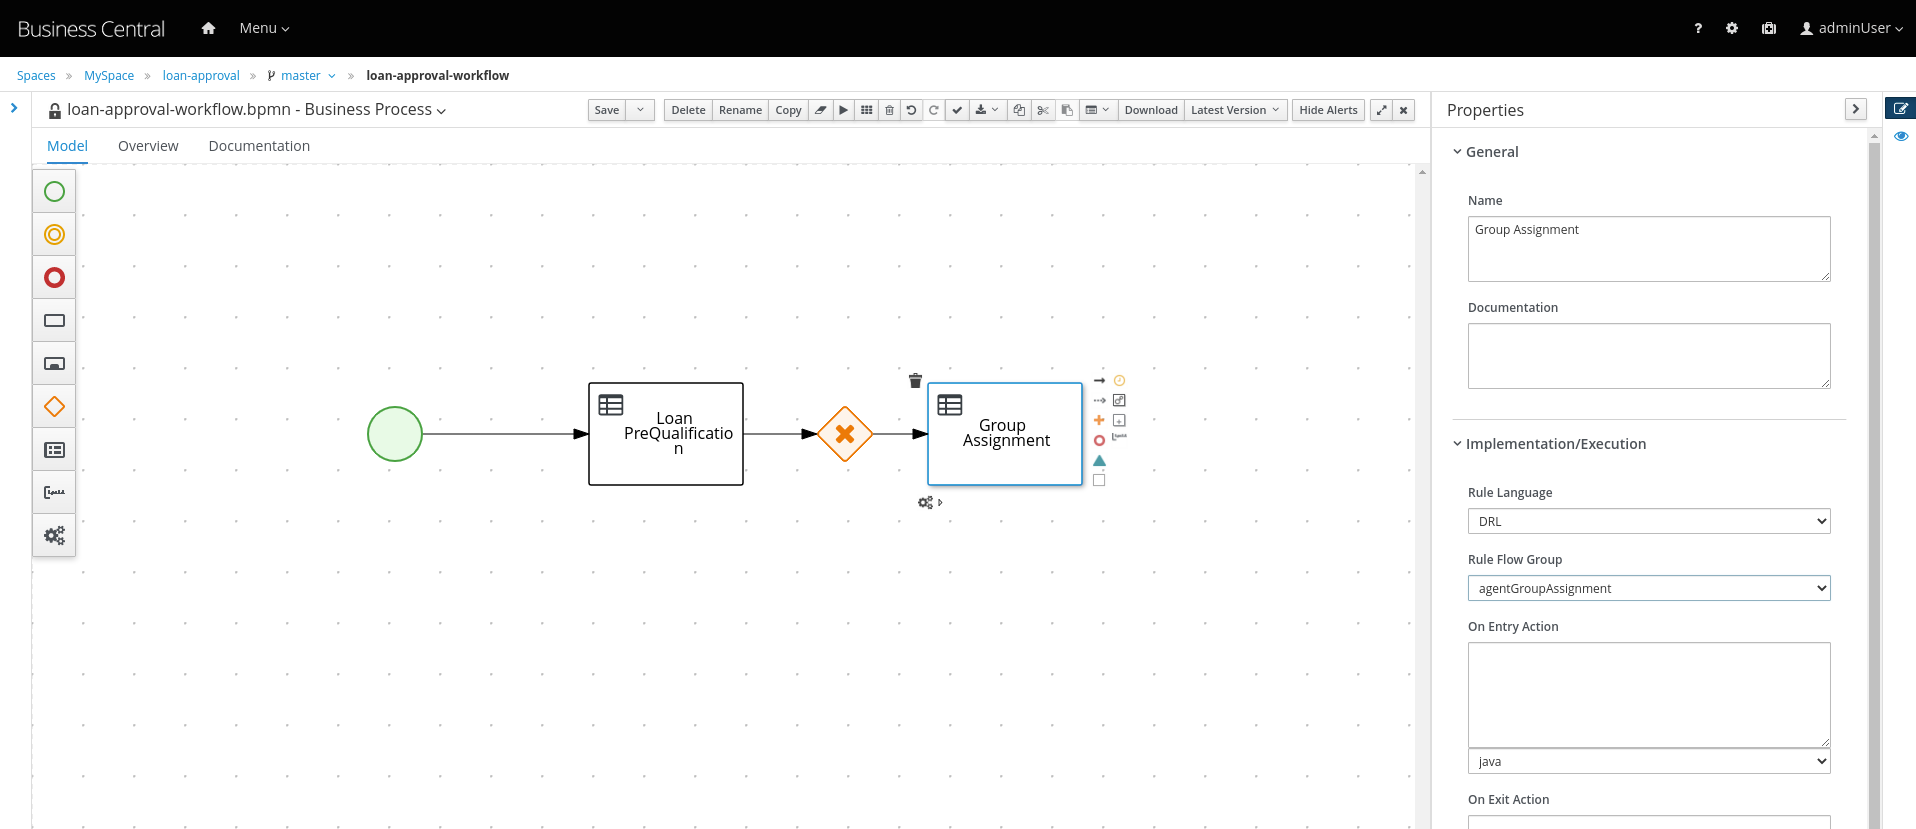 Business Central
Menu
?
adminUser
Spaces » MySpace » loan-approval » master » loan-approval-workflow
loan-approval-workflow.bpmn - Business Process
Save
Delete
Rename
Copy
Download
Latest Version
Hide Alerts
Properties
Model
Overview
Documentation
General
Name
Group Assignment
Documentation
Loan
PreQualificatio
n
Group
Assignment
Implementation/Execution
Rule Language
DRL
Rule Flow Group
agentGroupAssignment
On Entry Action
java
On Exit Action